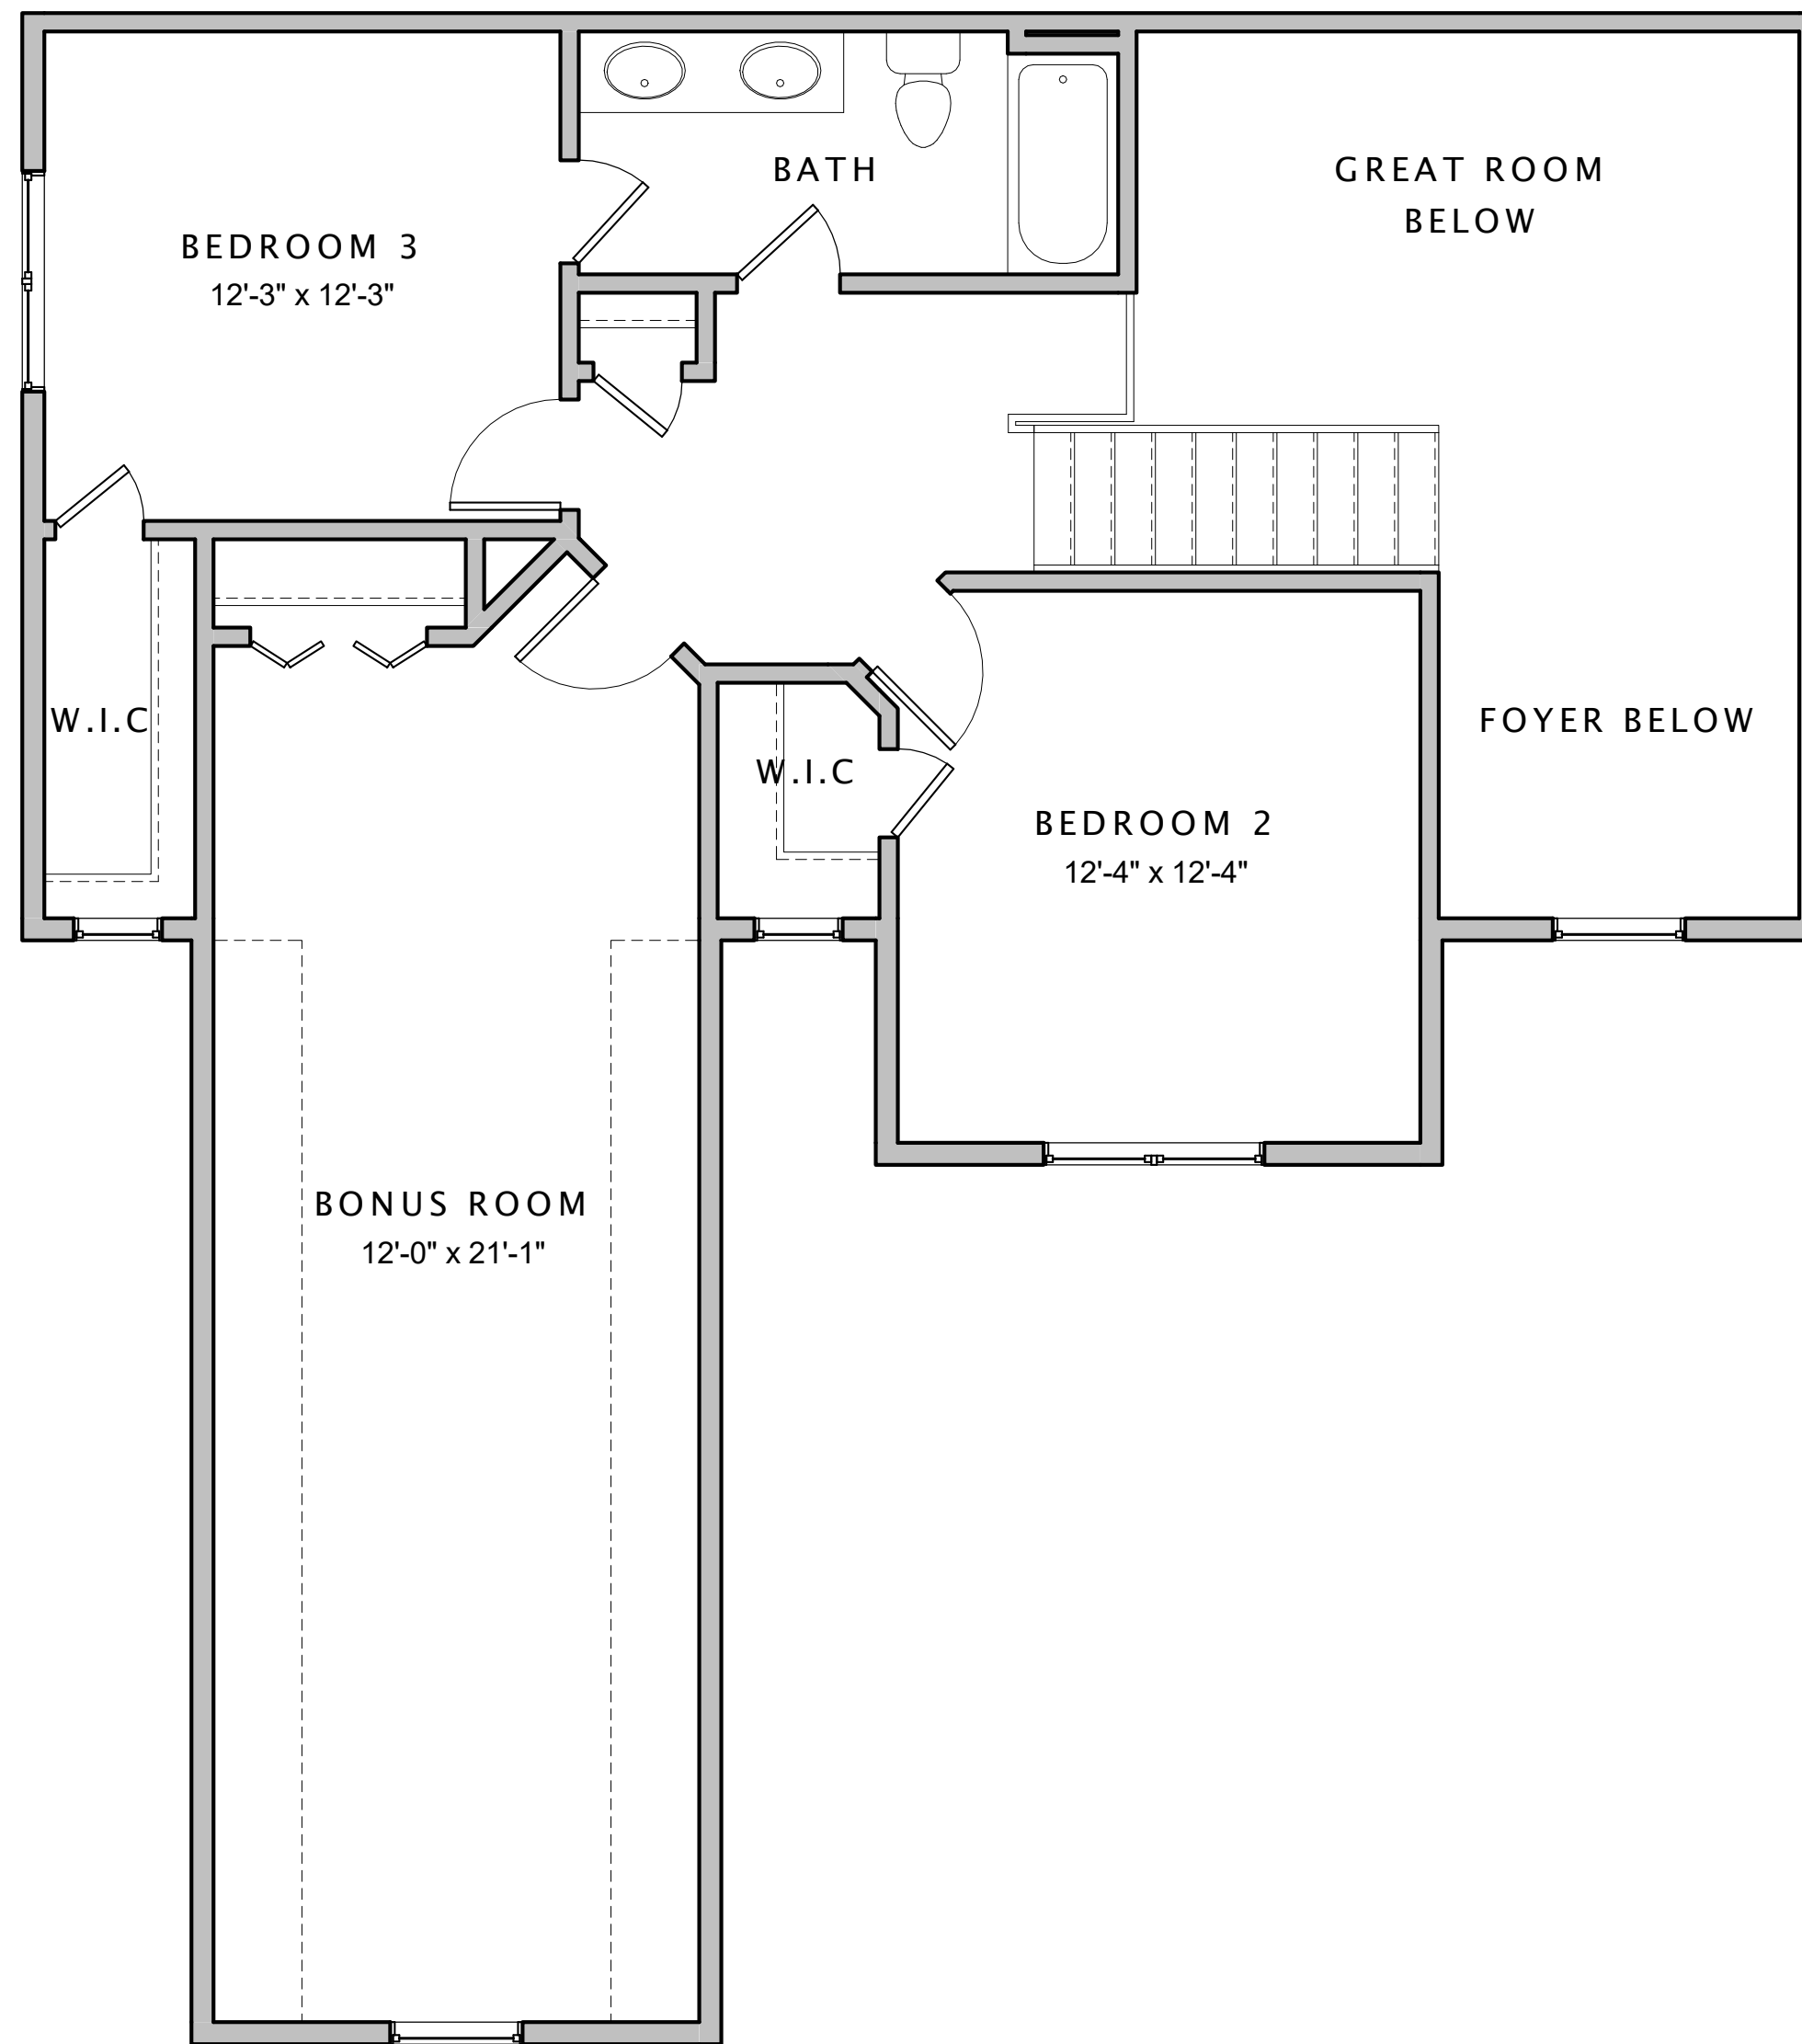 BATH
GREAT ROOM
BELOW
BEDROOM 3
12'-3" x 12'-3"
W.I.C
FOYER BELOW
W.I.C
BEDROOM 2
12'-4" x 12'-4"
BONUS ROOM
12'-0" x 21'-1"